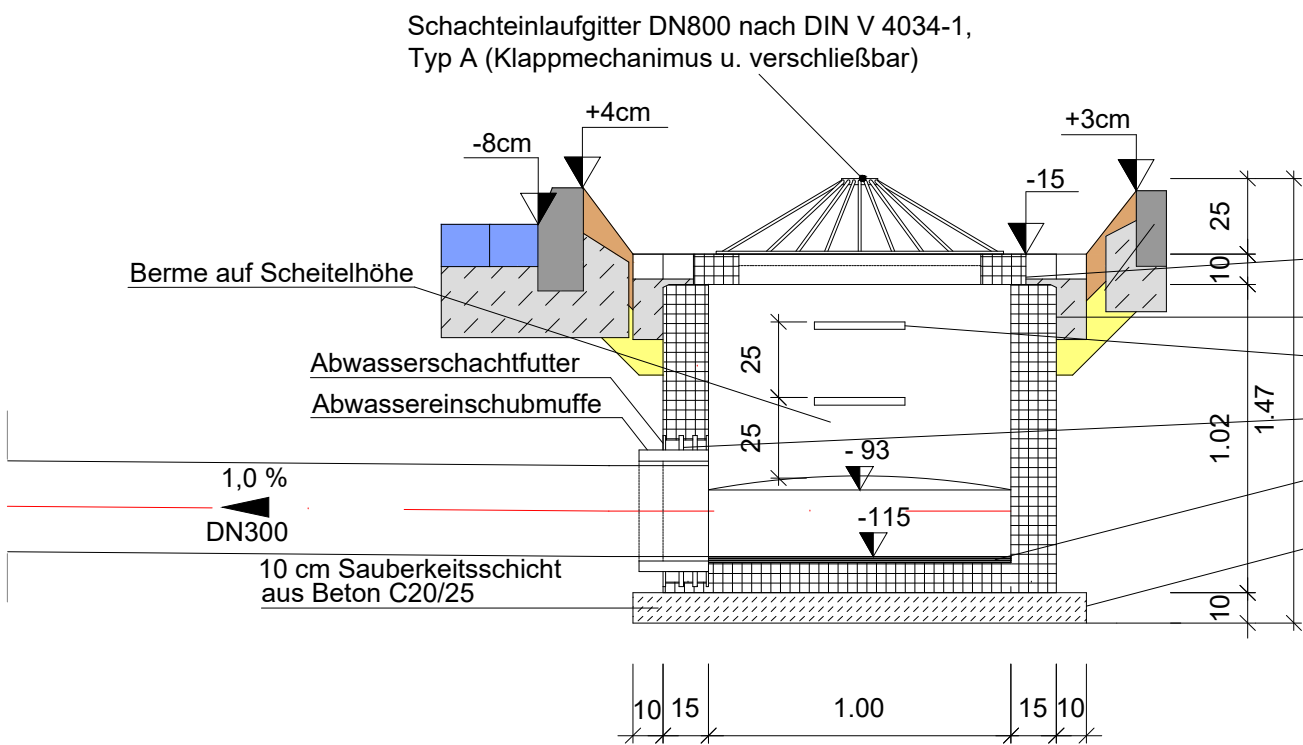 Schachteinlaufgitter DN800 nach DIN V 4034-1,
Typ A (Klappmechanimus u. verschließbar)
+4cm
-8cm
+3cm
-15
25
10
Berme auf Scheitelhöhe
25
Abwasserschachtfutter
Abwassereinschubmuffe
25
1.02
1.47
- 93
1,0 %
DN300
-115
10 cm Sauberkeitsschicht
aus Beton C20/25
10
10
15
1.00
15
10